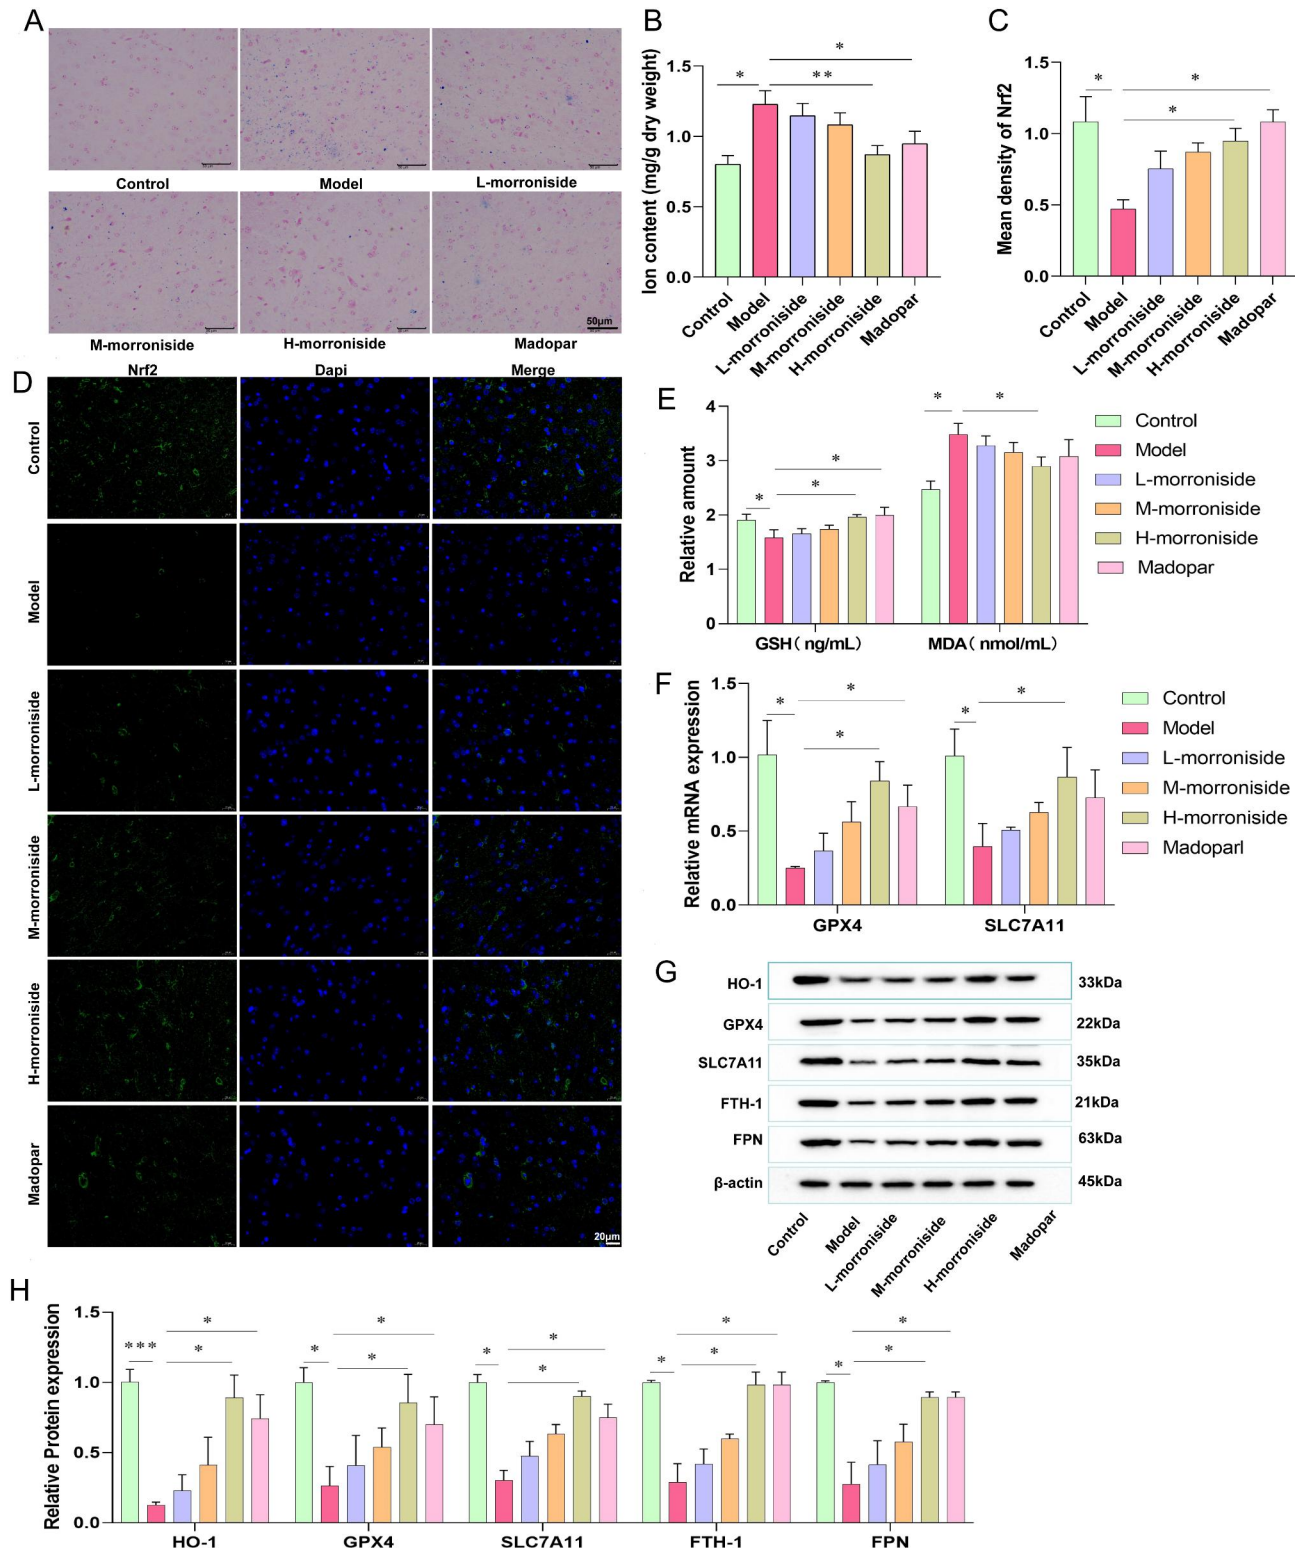 A
Control
Model
L-morroniside
M-morroniside
H-morroniside
50μm
Madopar
B
Ion content (mg/g dry weight)
1.5
1.0
0.5
0.0
*
**
*
Control
Model
L-morroniside
M-morroniside
H-morroniside
Madopar
C
Mean density of Nrf2
1.5
1.0
0.5
0.0
*
*
*
Control
Model
L-morroniside
M-morroniside
H-morroniside
Madopar
D
Nrf2
Dapi
Merge
Control
Model
L-morroniside
M-morroniside
H-morroniside
Madopar
20μm
E
Relative amount
4
3
2
1
0
*
*
*
*
*
GSH( ng/mL)
MDA( nmol/mL)
Control
Model
L-morroniside
M-morroniside
H-morroniside
Madopar
F
Relative mRNA expression
1.5
1.0
0.5
0.0
*
*
*
*
*
GPX4
SLC7A11
Control
Model
L-morroniside
M-morroniside
H-morroniside
Madoparl
G
HO-1
33kDa
GPX4
22kDa
SLC7A11
35kDa
FTH-1
21kDa
FPN
63kDa
β-actin
45kDa
Control
Model
L-morroniside
M-morroniside
H-morroniside
Madopar
H
Relative Protein expression
1.5
1.0
0.5
0.0
***
*
*
*
*
*
*
*
*
*
*
*
*
*
*
HO-1
GPX4
SLC7A11
FTH-1
FPN